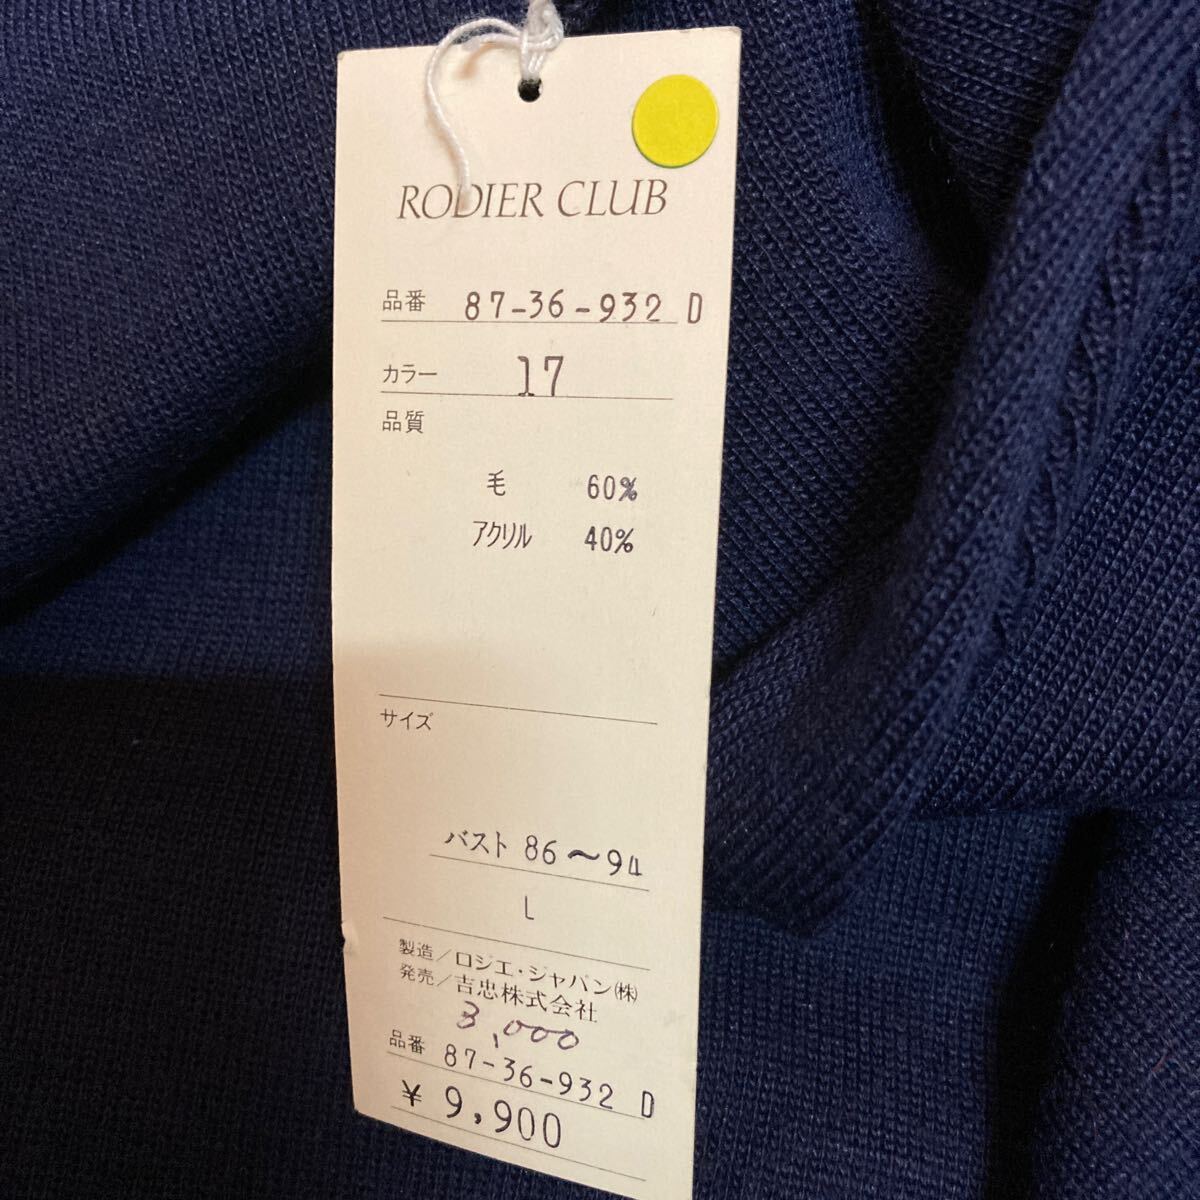 RODIER CLUB
品番 87-36-932 D
カラー 17
品質
毛 60%
アクリル 40%
サイズ
バスト 86～94
L
製造/ロジエ・ジャパン(株)
発売/吉忠株式会社
3,000
品番 87-36-932 D
¥ 9,900